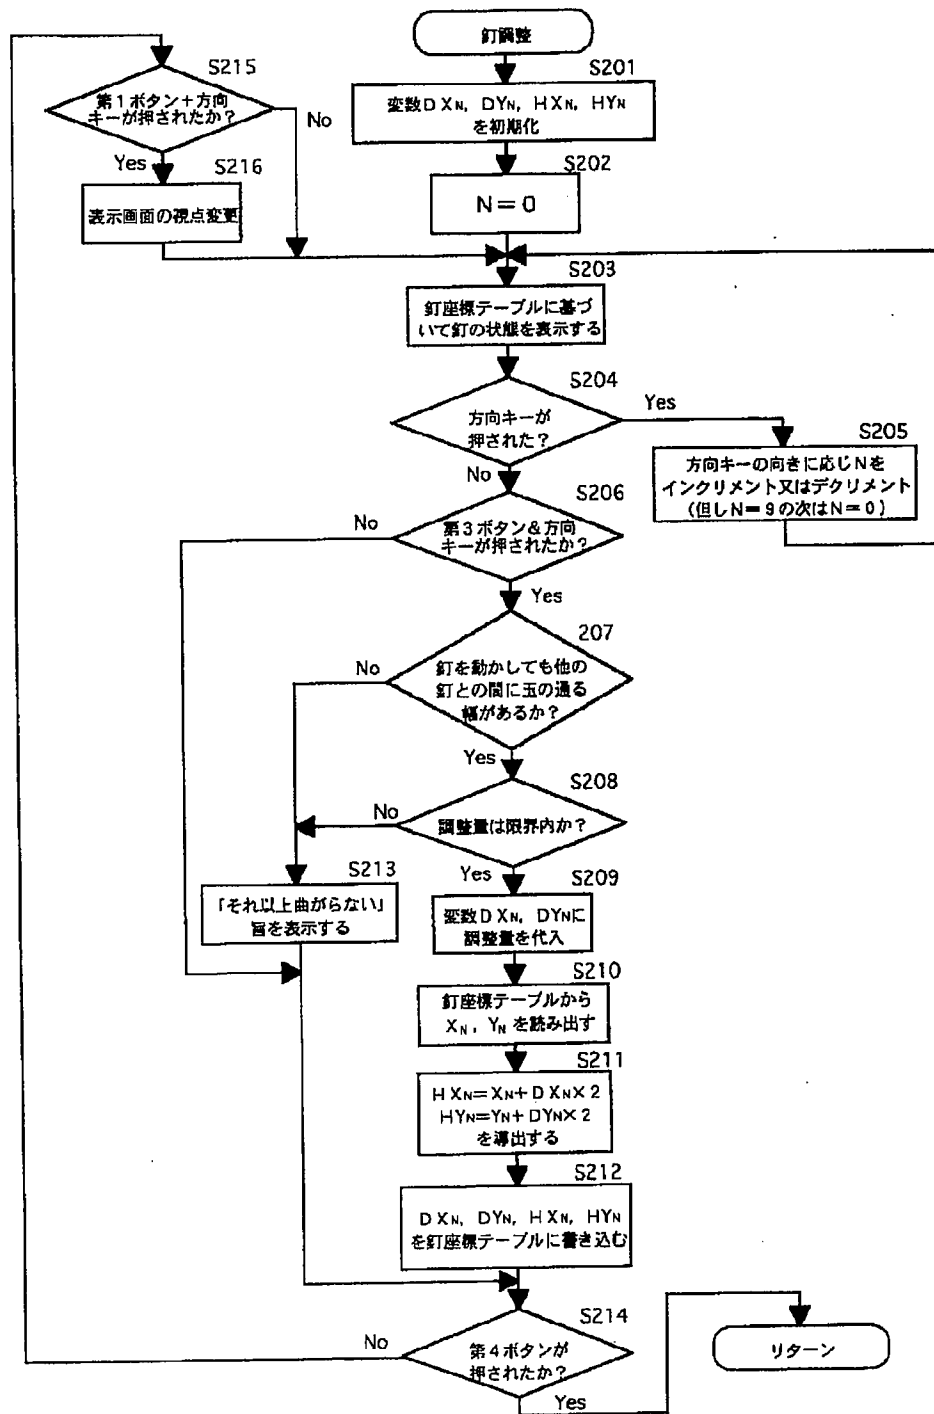 釘調整
S201
変数DXN, DYN, HXN, HYN
を初期化
S202
N=0
S215
第1ボタン+方向
キーが押されたか?
No
Yes
S216
表示画面の視点変更
S203
釘座標テーブルに基づ
いて釘の状態を表示する
S204
方向キーが
押された?
Yes
No
S205
方向キーの向きに応じNを
インクリメント又はデクリメント
(但しN=9の次はN=0)
S206
第3ボタン&方向
キーが押されたか?
No
Yes
207
釘を動かしても他の
釘との間に玉の通る
幅があるか?
No
Yes
S208
調整量は限界内か?
No
Yes
S213
「それ以上曲がらない」
旨を表示する
S209
変数DXN, DYNに
調整量を代入
S210
釘座標テーブルから
XN, YNを読み出す
S211
HXN=XN+DXN×2
HYN=YN+DYN×2
を導出する
S212
DXN, DYN, HXN, HYN
を釘座標テーブルに書き込む
S214
第4ボタンが
押されたか?
No
Yes
リターン